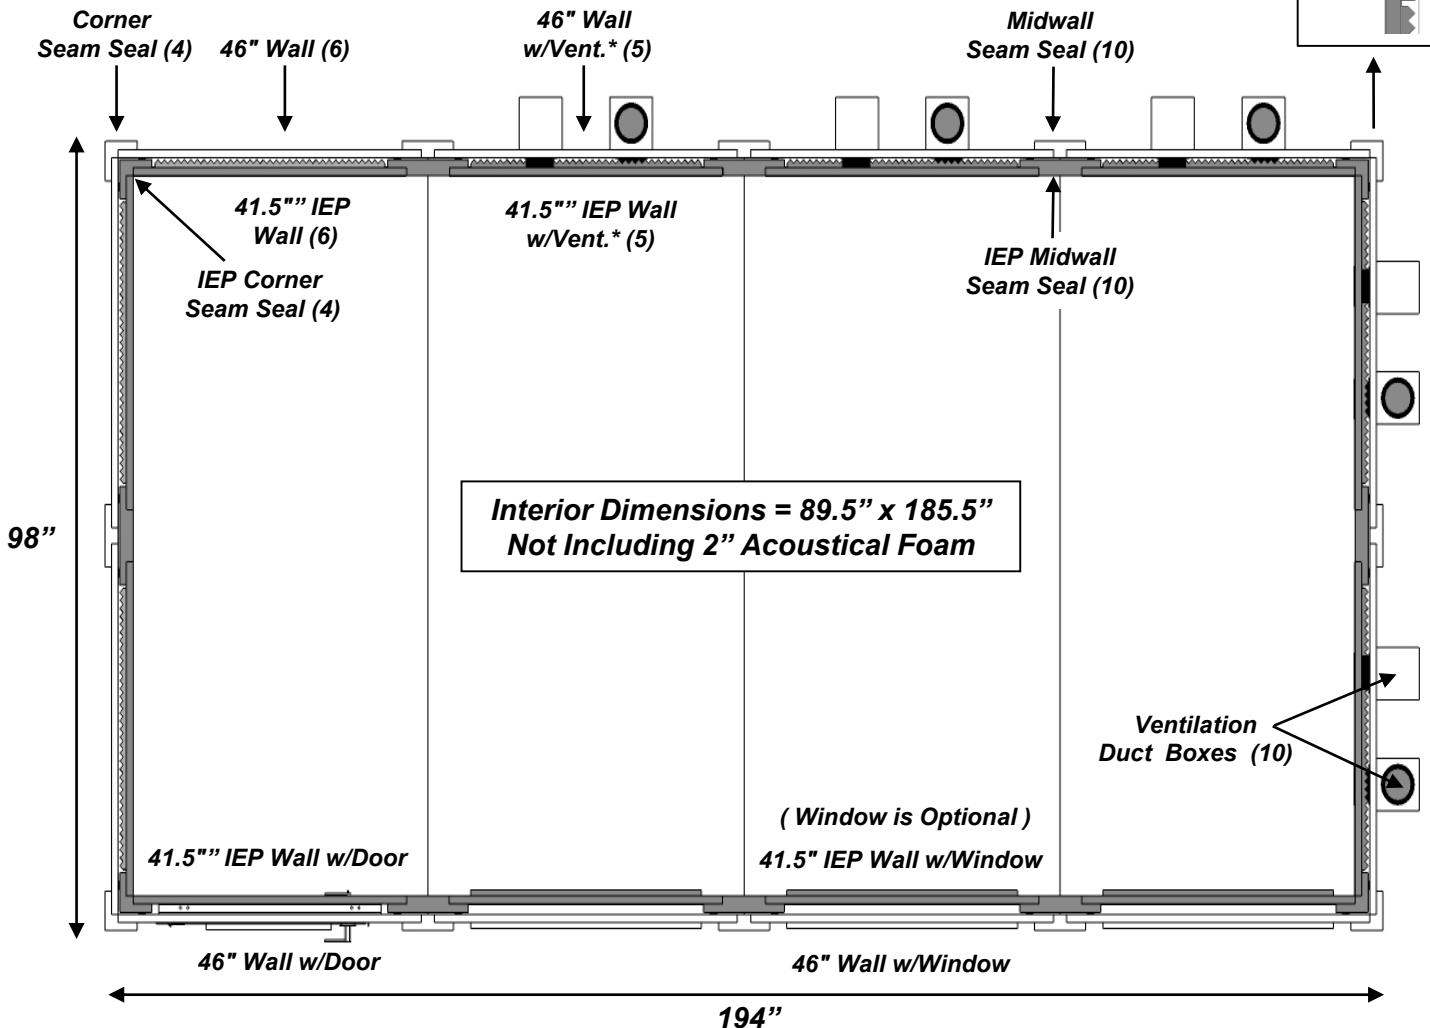 Corner
Seam Seal (4)
46" Wall (6)
46" Wall
w/Vent.* (5)
Midwall
Seam Seal (10)
41.5"” IEP
Wall (6)
41.5"” IEP Wall
w/Vent.* (5)
IEP Corner
Seam Seal (4)
IEP Midwall
Seam Seal (10)
98”
Interior Dimensions = 89.5” x 185.5”
Not Including 2” Acoustical Foam
Ventilation
Duct Boxes (10)
( Window is Optional )
41.5"” IEP Wall w/Door
41.5" IEP Wall w/Window
46" Wall w/Door
46" Wall w/Window
194”